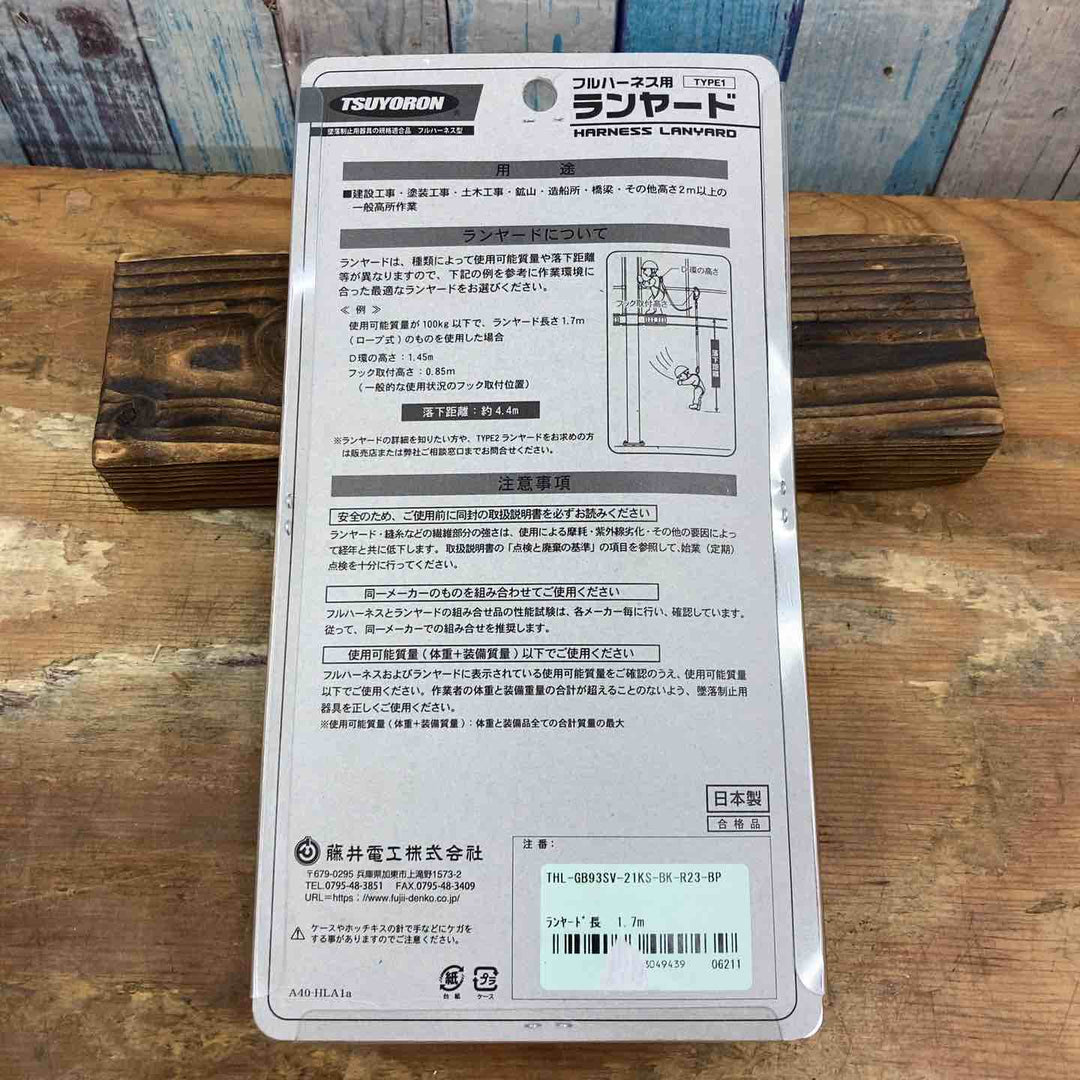 TSUYORON
墜落制止用器具の規格適合品 フルハーネス型
フルハーネス用 TYPE1
ランヤード
HARNESS LANYARD
用途
■建設工事・塗装工事・土木工事・鉱山・造船所・橋梁・その他高さ2m以上の
一般高所作業
ランヤードについて
ランヤードは、種類によって使用可能質量や落下距離
等が異なりますので、下記の例を参考に作業環境に
合った最適なランヤードをお選びください。
≪例≫
使用可能質量が100kg以下で、ランヤード長さ1.7m
(ロープ式)のものを使用した場合
D環の高さ:1.45m
フック取付高さ:0.85m
(一般的な使用状況のフック取付位置)
落下距離:約4.4m
※ランヤードの詳細を知りたい方や、TYPE2ランヤードをお求めの方
は販売店または弊社ご相談窓口までお問合せください。
D環の高さ
フック取付高さ
落下距離
注意事項
安全のため、ご使用前に同封の取扱説明書を必ずお読みください
ランヤード・縫糸などの繊維部分の強さは、使用による摩耗・紫外線劣化・その他の要因によっ
て経年と共に低下します。取扱説明書の「点検と廃棄の基準」の項目を参照して、始業(定期)
点検を十分に行ってください。
同一メーカーのものを組み合わせてご使用ください
フルハーネスとランヤードの組み合せ品の性能試験は、各メーカー毎に行い、確認しています。
従って、同一メーカーでの組み合せを推奨します。
使用可能質量(体重+装備質量)以下でご使用ください
フルハーネスおよびランヤードに表示されている使用可能質量をご確認のうえ、使用可能質量
以下でご使用ください。作業者の体重と装備重量の合計が超えることのないよう、墜落制止用
器具を正しくご使用ください。
※使用可能質量(体重+装備質量):体重と装備品全ての合計質量の最大
日本製
合格品
藤井電工株式会社
〒679-0295 兵庫県加東市上滝野1573-2
TEL.0795-48-3851 FAX.0795-48-3409
URL=https://www.fujii-denko.co.jp/
⚠ケースやホッチキスの針で手などにケガを
する事がありますのでご注意ください。
A40-HLA1a
紙
台紙
プラ
ケース
注番:
THL-GB93SV-21KS-BK-R23-BP
ランヤード長 1.7m
3049439 06211